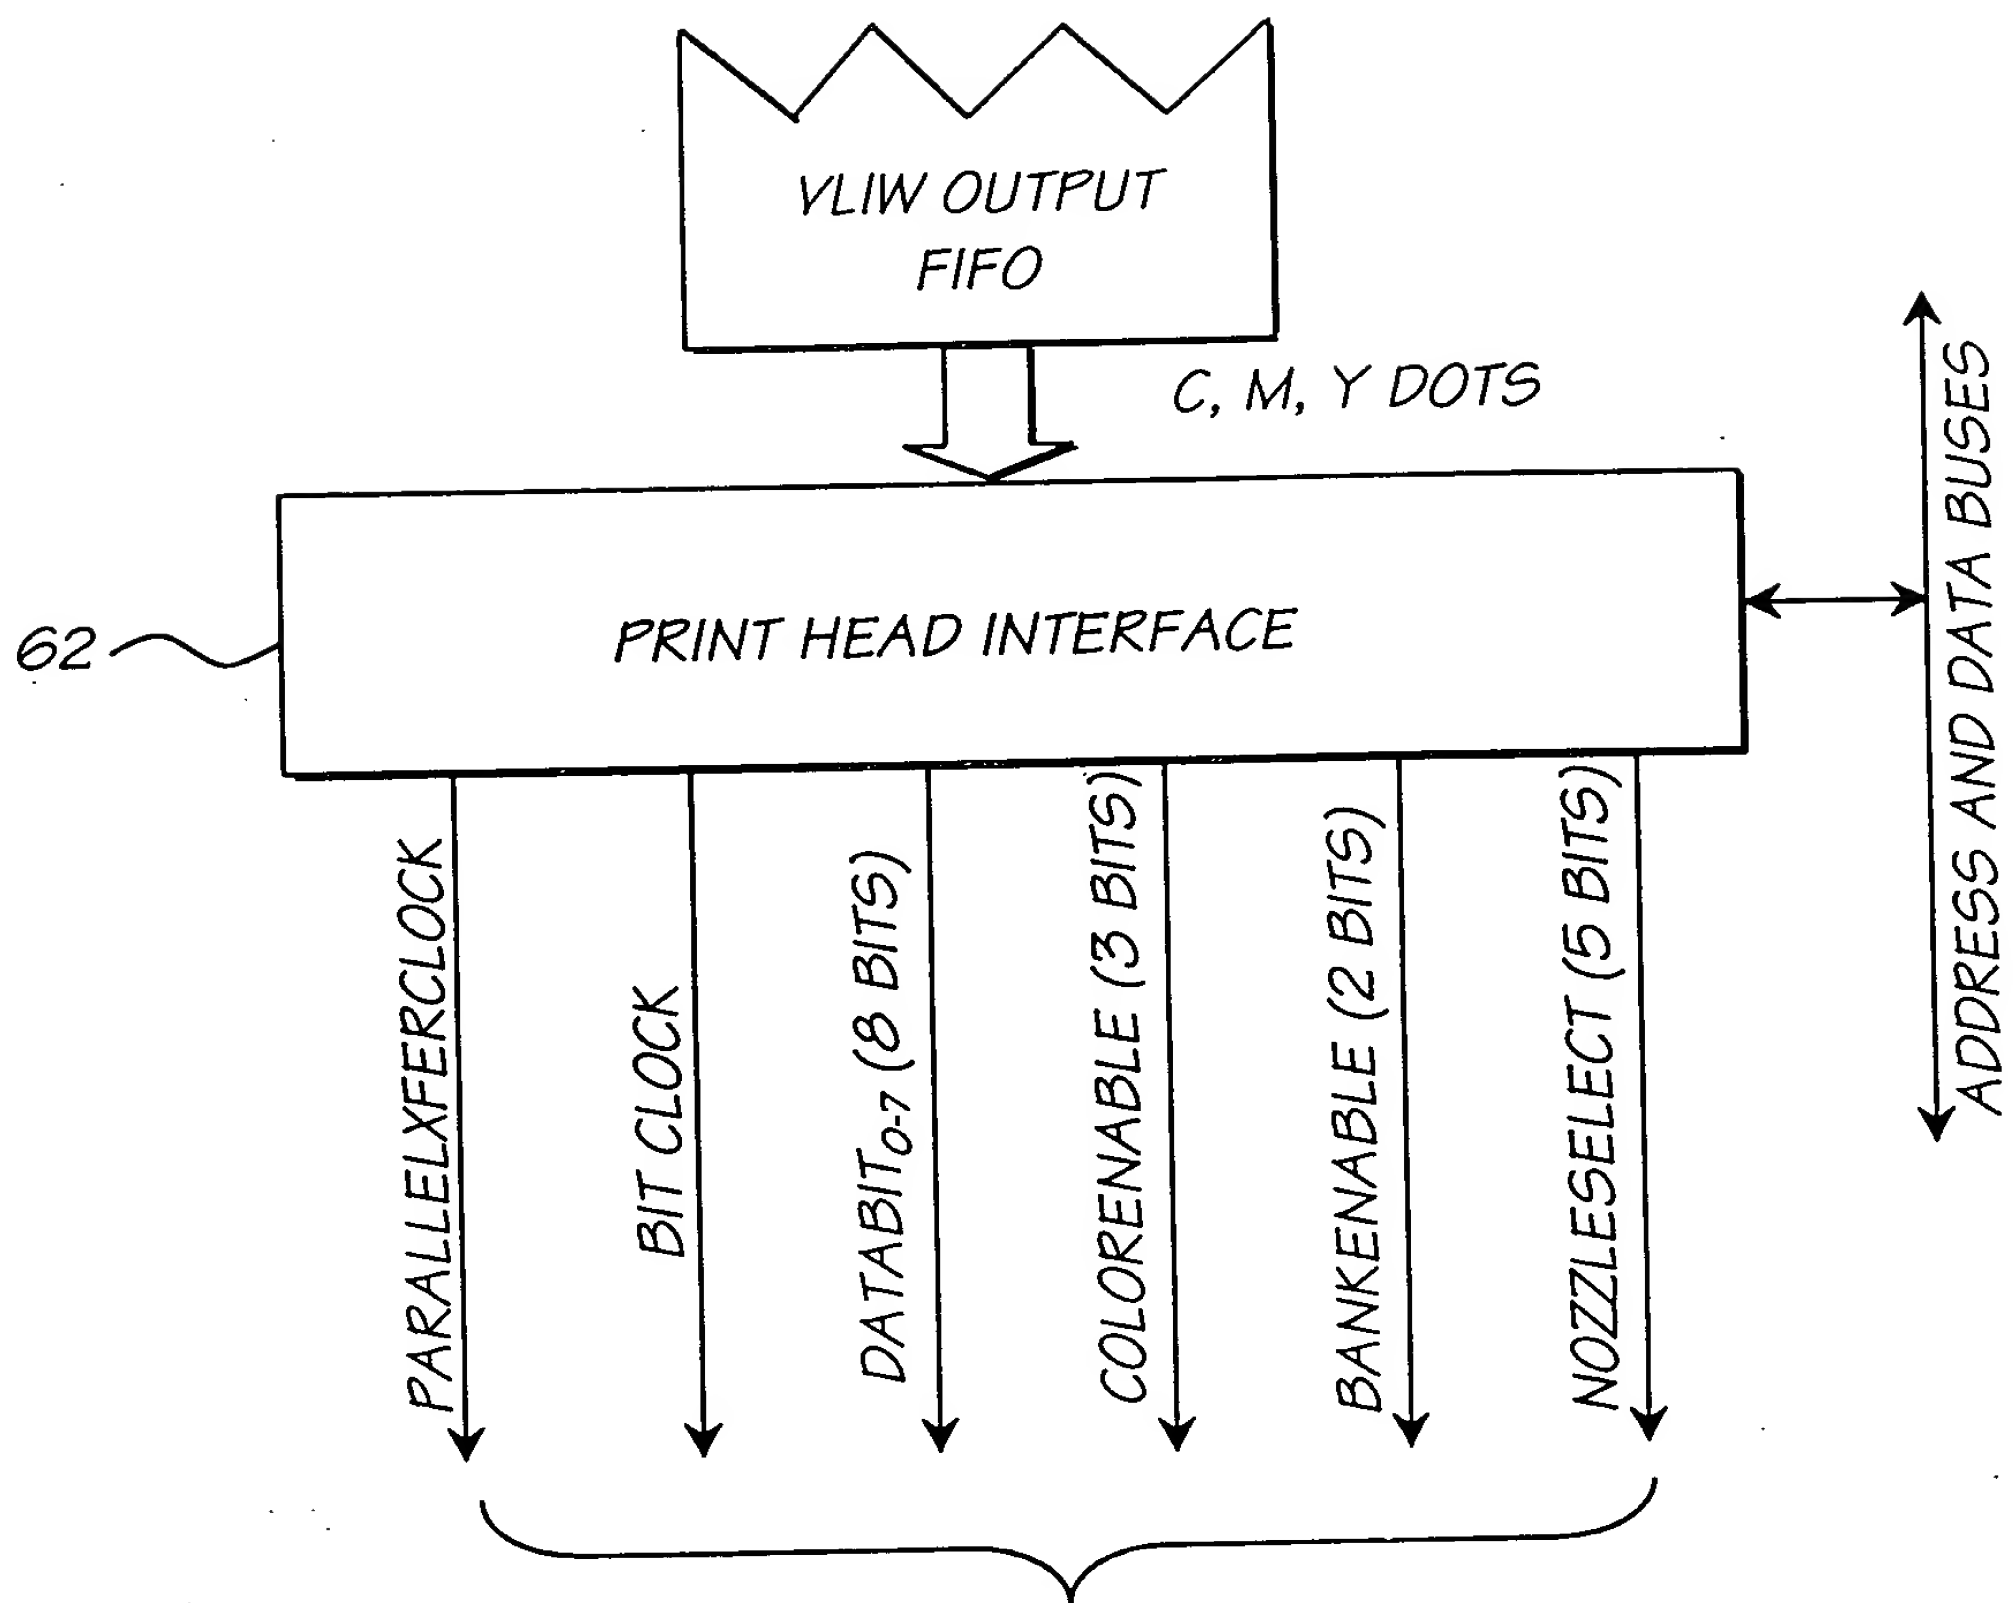 VLIW OUTPUT
FIFO
C, M, Y DOTS
PRINT HEAD INTERFACE
62
ADDRESS AND DATA BUSES
PARALLELXFERCLOCK
BIT CLOCK
DATABIT0-7 (8 BITS)
COLORENABLE (3 BITS)
BANKENABLE (2 BITS)
NOZZLESELECT (5 BITS)